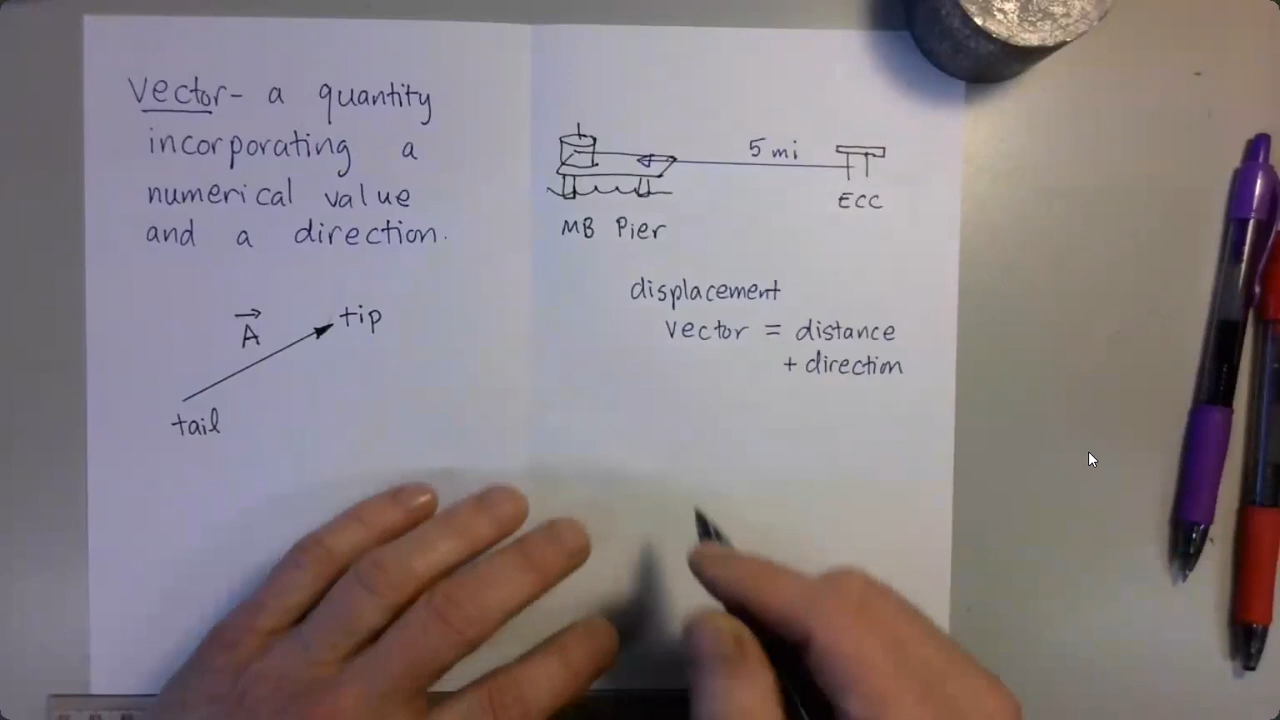 vector- a quantity
incorporating a
numerical value
and a direction.
A
tip
tail
5 mi
ECC
MB Pier
displacement
vector = distance
+ direction